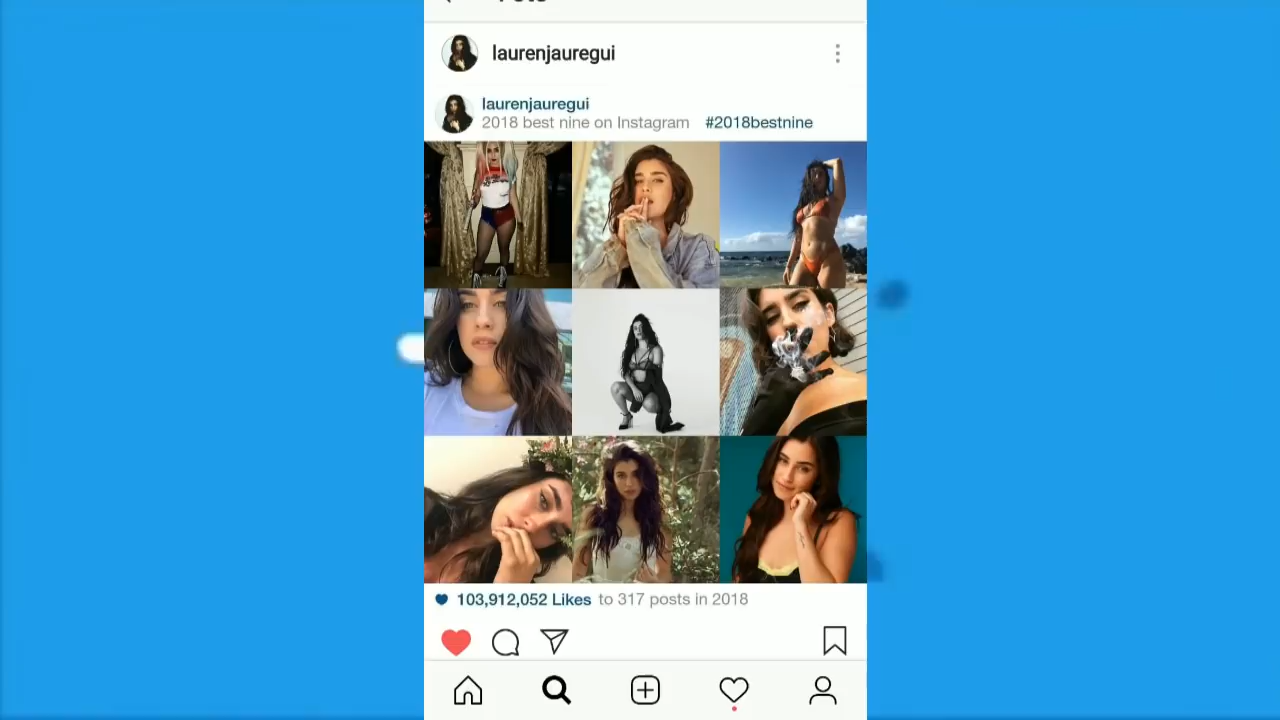 laurenjauregui
laurenjauregui
2018 best nine on Instagram #2018bestnine
103,912,052 Likes to 317 posts in 2018